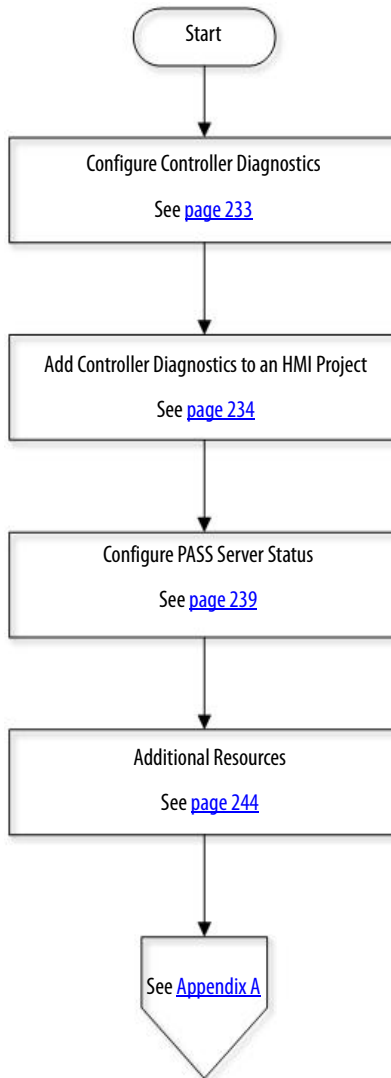 Start
Configure Controller Diagnostics
See page 233
Add Controller Diagnostics to an HMI Project
See page 234
Configure PASS Server Status
See page 239
Additional Resources
See page 244
See Appendix A